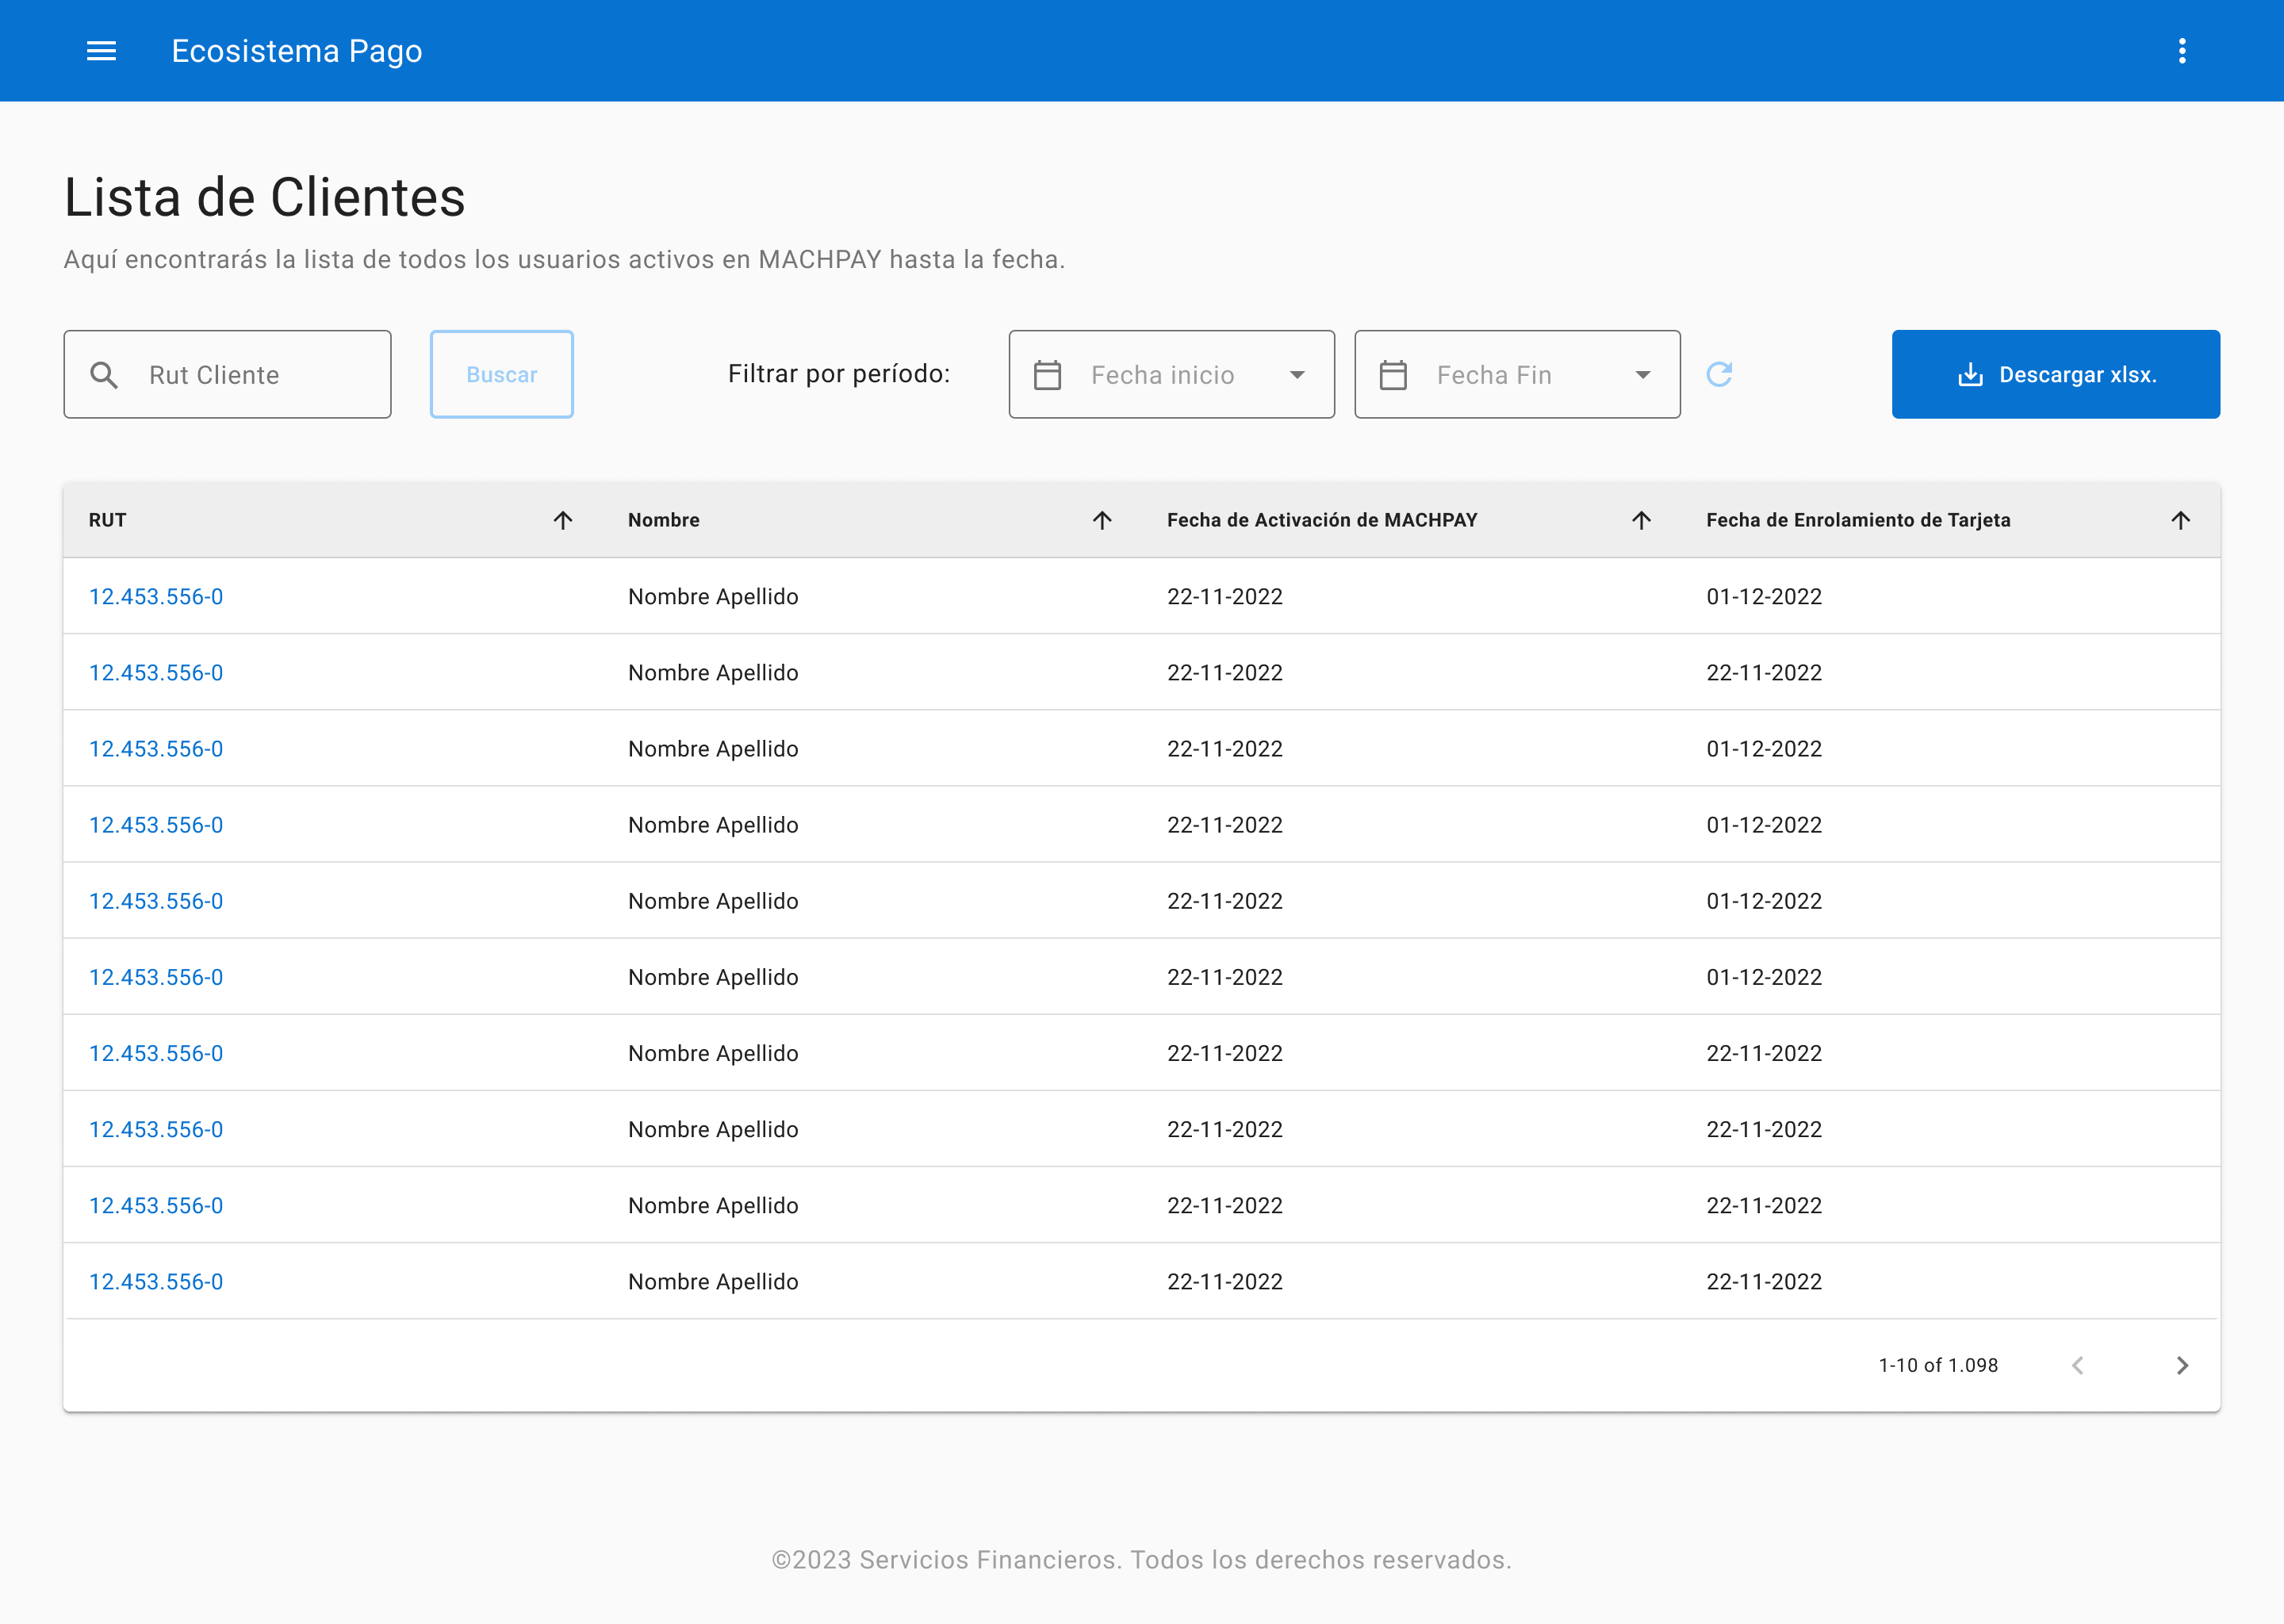 Ecosistema Pago
Lista de Clientes
Aquí encontrarás la lista de todos los usuarios activos en MACHPAY hasta la fecha.
Rut Cliente Buscar Filtrar por período: Fecha inicio Fecha Fin Descargar xlsx.
RUT Nombre Fecha de Activación de MACHPAY Fecha de Enrolamiento de Tarjeta
12.453.556-0 Nombre Apellido 22-11-2022 01-12-2022
12.453.556-0 Nombre Apellido 22-11-2022 22-11-2022
12.453.556-0 Nombre Apellido 22-11-2022 01-12-2022
12.453.556-0 Nombre Apellido 22-11-2022 01-12-2022
12.453.556-0 Nombre Apellido 22-11-2022 01-12-2022
12.453.556-0 Nombre Apellido 22-11-2022 01-12-2022
12.453.556-0 Nombre Apellido 22-11-2022 22-11-2022
12.453.556-0 Nombre Apellido 22-11-2022 22-11-2022
12.453.556-0 Nombre Apellido 22-11-2022 22-11-2022
12.453.556-0 Nombre Apellido 22-11-2022 22-11-2022
1-10 of 1.098
©2023 Servicios Financieros. Todos los derechos reservados.